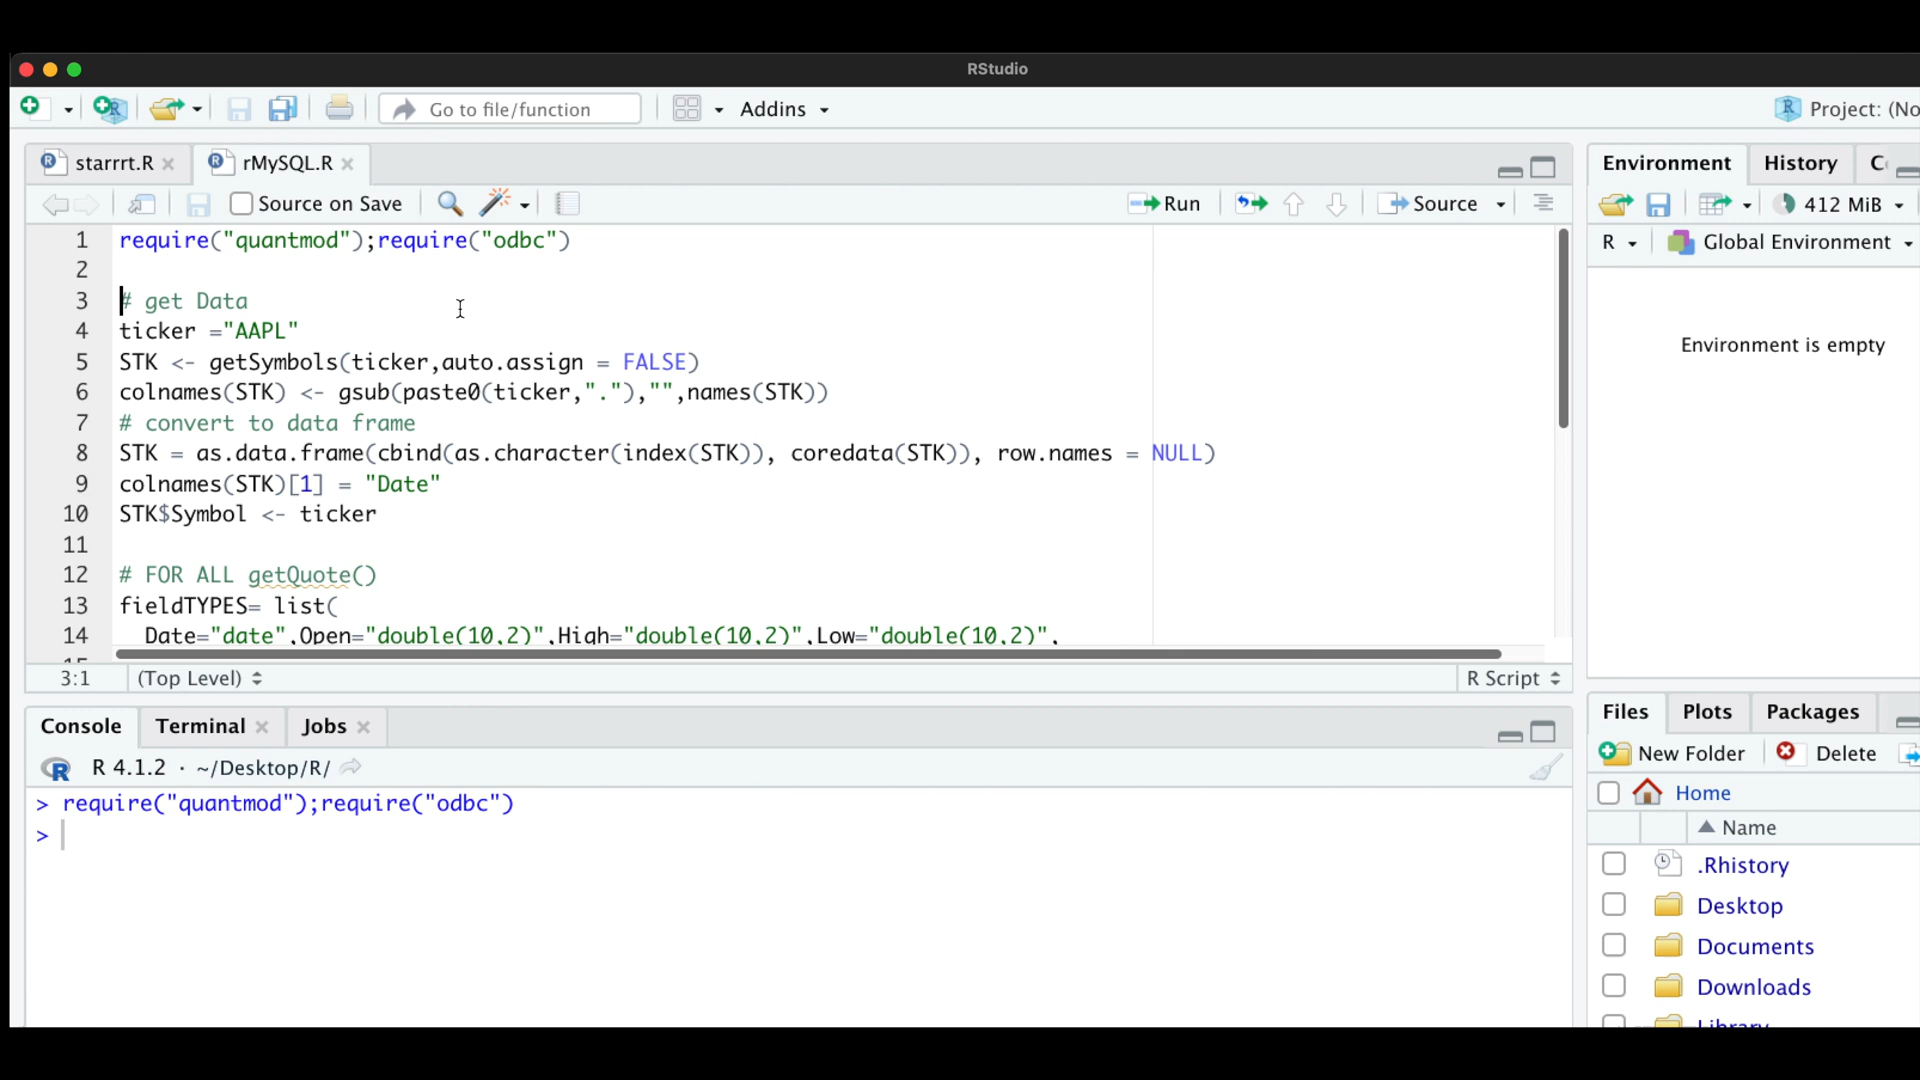 RStudio
Go to file/function
Addins
Project: (No
starrrt.R
rMySQL.R
Source on Save
Run
Source
1 require("quantmod");require("odbc")
2
3 # get Data
4 ticker ="AAPL"
5 STK <- getSymbols(ticker,auto.assign = FALSE)
6 colnames(STK) <- gsub(paste0(ticker,"."),"",names(STK))
7 # convert to data frame
8 STK = as.data.frame(cbind(as.character(index(STK)), coredata(STK)), row.names = NULL)
9 colnames(STK)[1] = "Date"
10 STK$Symbol <- ticker
11
12 # FOR ALL getQuote()
13 fieldTYPES= list(
14 Date="date",Open="double(10,2)",High="double(10,2)",Low="double(10,2)",
15
3:1
(Top Level)
R Script
Console
Terminal
Jobs
R 4.1.2 · ~/Desktop/R/
> require("quantmod");require("odbc")
>
Environment
History
412 MiB
R
Global Environment
Environment is empty
Files
Plots
Packages
New Folder
Delete
Home
Name
.Rhistory
Desktop
Documents
Downloads
Library